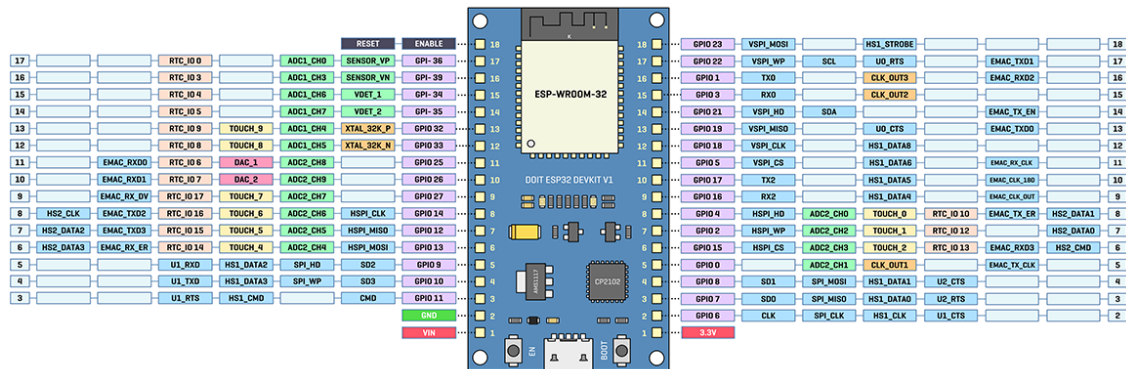 RESET ENABLE 18 18 GPIO 23 VSPI_MOSI HS1_STROBE 18
17 RTC_IO 0 ADC1_CH0 SENSOR_VP GPI- 36 17 17 GPIO 22 VSPI_WP SCL U0_RTS EMAC_TXD1 17
16 RTC_IO 3 ADC1_CH3 SENSOR_VN GPI- 39 16 16 GPIO 1 TX0 CLK_OUT3 EMAC_RXD2 16
15 RTC_IO 4 ADC1_CH6 VDET_1 GPI- 34 15 ESP-WROOM-32 15 GPIO 3 RX0 CLK_OUT2 15
14 RTC_IO 5 ADC1_CH7 VDET_2 GPI- 35 14 14 GPIO 21 VSPI_HD SDA EMAC_TX_EN 14
13 RTC_IO 9 TOUCH_9 ADC1_CH4 XTAL_32K_P GPIO 32 13 13 GPIO 19 VSPI_MISO U0_CTS EMAC_TXD0 13
12 RTC_IO 8 TOUCH_8 ADC1_CH5 XTAL_32K_N GPIO 33 12 12 GPIO 18 VSPI_CLK HS1_DATA8 12
11 EMAC_RXD0 RTC_IO 6 DAC_1 ADC2_CH8 GPIO 25 11 11 GPIO 5 VSPI_CS HS1_DATA6 EMAC_RX_CLK 11
10 EMAC_RXD1 RTC_IO 7 DAC_2 ADC2_CH9 GPIO 26 10 DOIT ESP32 DEVKIT V1 10 GPIO 17 TX2 HS1_DATA5 EMAC_CLK_180 10
9 EMAC_RX_DV RTC_IO 17 TOUCH_7 ADC2_CH7 GPIO 27 9 9 GPIO 16 RX2 HS1_DATA4 EMAC_CLK_OUT 9
8 HS2_CLK EMAC_TXD2 RTC_IO 16 TOUCH_6 ADC2_CH6 HSPI_CLK GPIO 14 8 8 GPIO 4 HSPI_HD ADC2_CH0 TOUCH_0 RTC_IO 10 EMAC_TX_ER HS2_DATA1 8
7 HS2_DATA2 EMAC_TXD3 RTC_IO 15 TOUCH_5 ADC2_CH5 HSPI_MISO GPIO 12 7 7 GPIO 2 HSPI_WP ADC2_CH2 TOUCH_1 RTC_IO 12 HS2_DATA0 7
6 HS2_DATA3 EMAC_RX_ER RTC_IO 14 TOUCH_4 ADC2_CH4 HSPI_MOSI GPIO 13 6 6 GPIO 15 HSPI_CS ADC2_CH3 TOUCH_2 RTC_IO 13 EMAC_RXD3 HS2_CMD 6
5 U1_RXD HS1_DATA2 SPI_HD SD2 GPIO 9 5 5 GPIO 0 ADC2_CH1 CLK_OUT1 EMAC_TX_CLK 5
4 U1_TXD HS1_DATA3 SPI_WP SD3 GPIO 10 4 AMS1117 CP2102 4 GPIO 8 SD1 SPI_MOSI HS1_DATA1 U2_CTS 4
3 U1_RTS HS1_CMD CMD GPIO 11 3 3 GPIO 7 SD0 SPI_MISO HS1_DATA0 U2_RTS 3
GND 2 2 GPIO 6 CLK SPI_CLK HS1_CLK U1_CTS 2
VIN 1 1 3.3V
EN BOOT